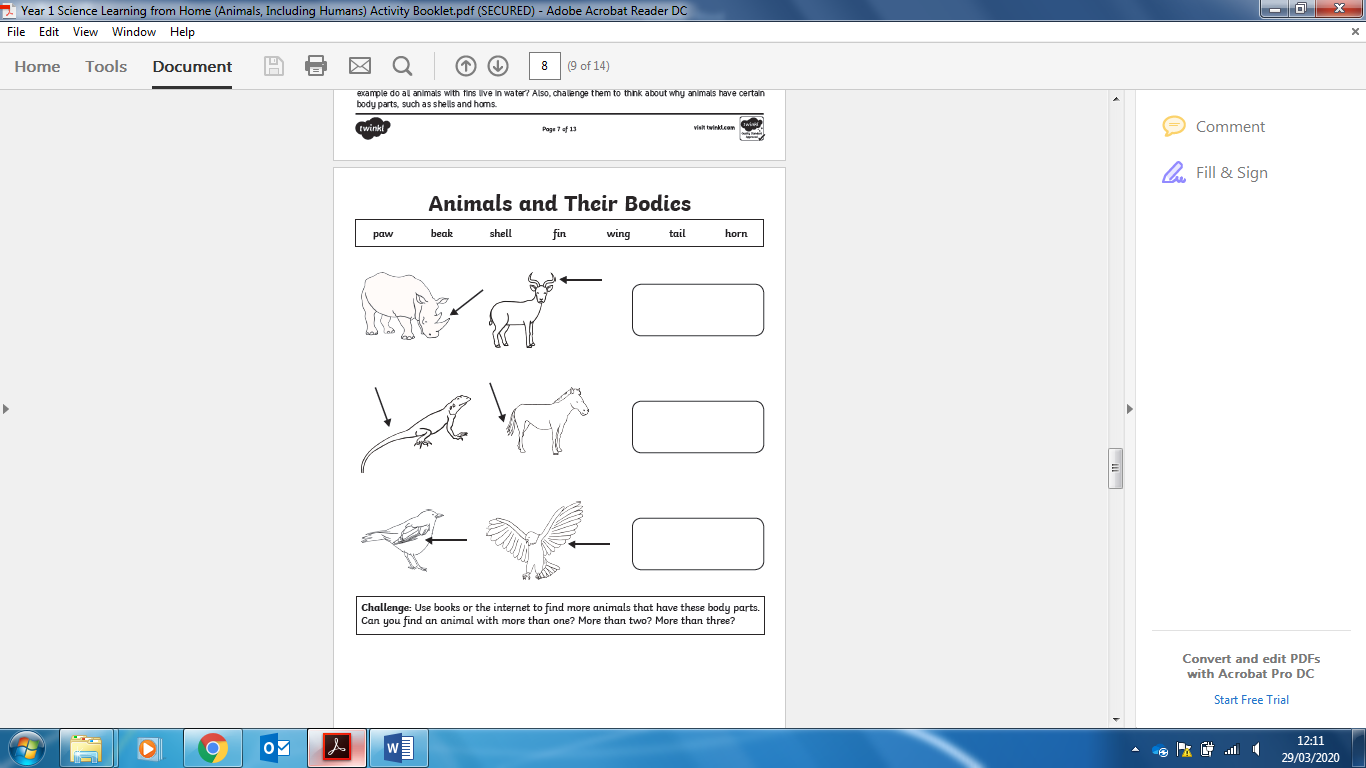 Year 1 Science Learning from Home (Animals, Including Humans) Activity Booklet.pdf (SECURED) - Adobe Acrobat Reader DC
File Edit View Window Help
Home Tools Document 8 (9 of 14)
example do all animals with fins live in water? Also, challenge them to think about why animals have certain
body parts, such as shells and horns.
twinkl Page 7 of 13 visit twinkl.com
Animals and Their Bodies
paw beak shell fin wing tail horn
Challenge: Use books or the internet to find more animals that have these body parts.
Can you find an animal with more than one? More than two? More than three?
Comment
Fill & Sign
Convert and edit PDFs
with Acrobat Pro DC
Start Free Trial
12:11
29/03/2020